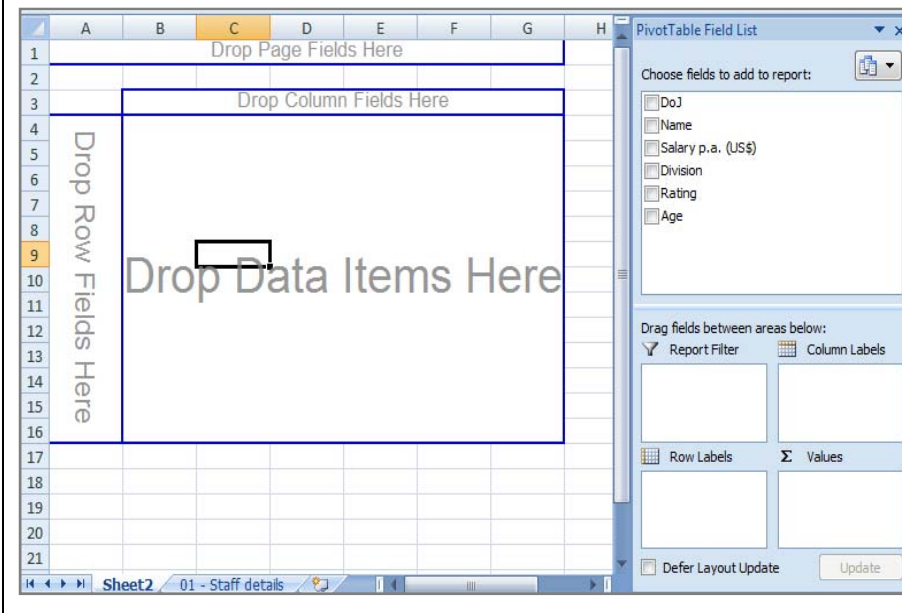 A B C D E F G H
PivotTable Field List
1 Drop Page Fields Here
2
3 Drop Column Fields Here
4
5
6
7
8
9
10
11
12
13
14
15
16
17
18
19
20
21
Drop Row Fields Here
Drop Data Items Here
Choose fields to add to report:
DoJ
Name
Salary p.a. (US$)
Division
Rating
Age
Drag fields between areas below:
Report Filter Column Labels
Row Labels Σ Values
Defer Layout Update Update
Sheet2 01 - Staff details